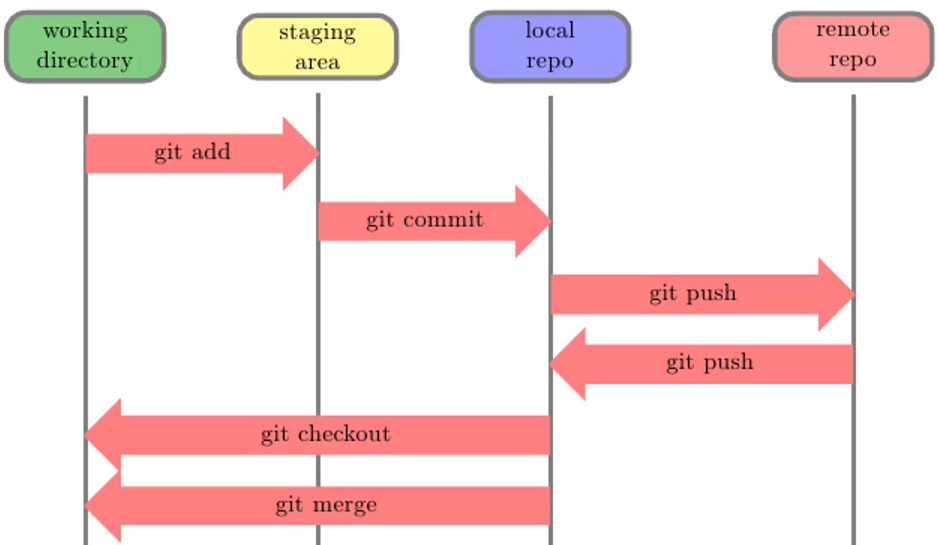 working
directory
staging
area
local
repo
remote
repo
git add
git commit
git push
git push
git checkout
git merge